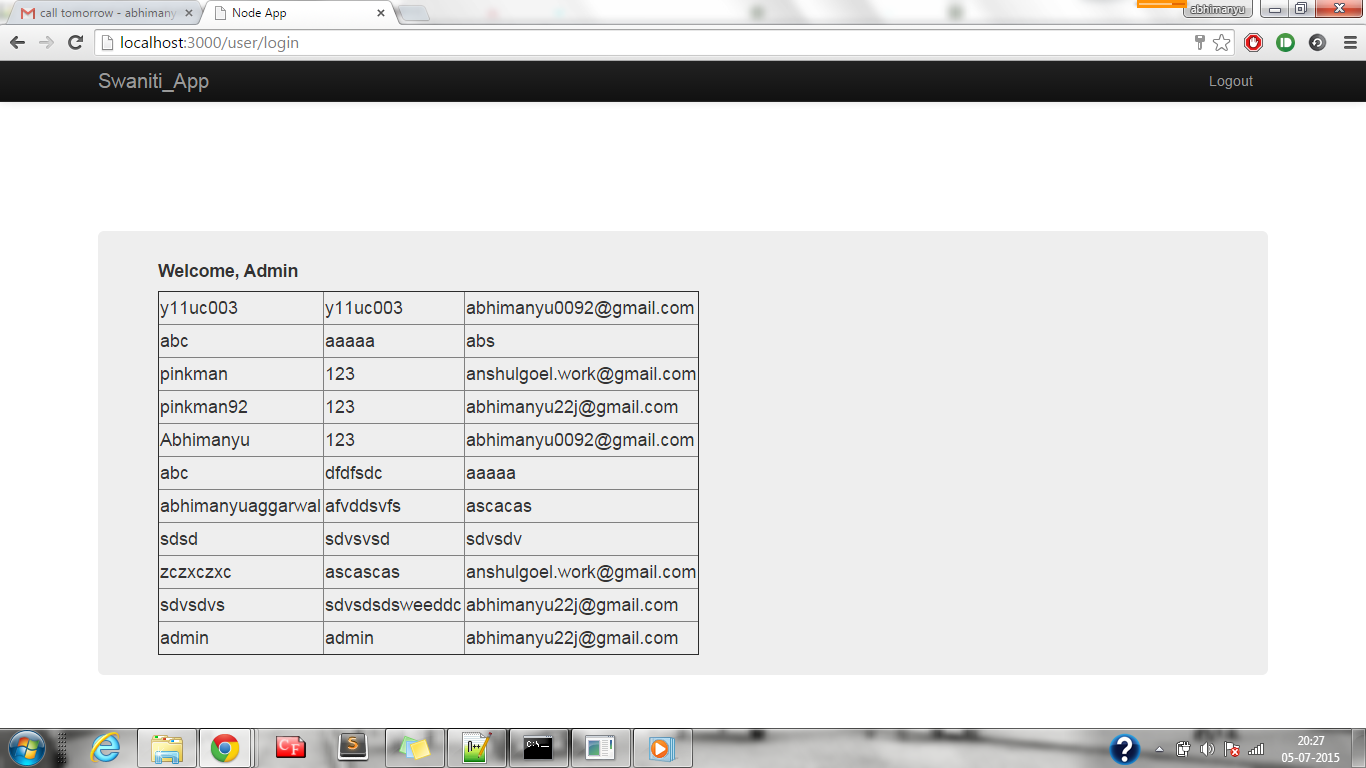 call tomorrow - abhimany
Node App
abhimanyu
localhost:3000/user/login
Swaniti_App
Logout
Welcome, Admin
y11uc003 y11uc003 abhimanyu0092@gmail.com
abc aaaaa abs
pinkman 123 anshulgoel.work@gmail.com
pinkman92 123 abhimanyu22j@gmail.com
Abhimanyu 123 abhimanyu0092@gmail.com
abc dfdfsdc aaaaa
abhimanyuaggarwal afvddsvfs ascacas
sdsd sdvsvsd sdvsdv
zczxczxc ascascas anshulgoel.work@gmail.com
sdvsdvs sdvsdsdsweeddc abhimanyu22j@gmail.com
admin admin abhimanyu22j@gmail.com
CF
S
C:\_
?
20:27
05-07-2015